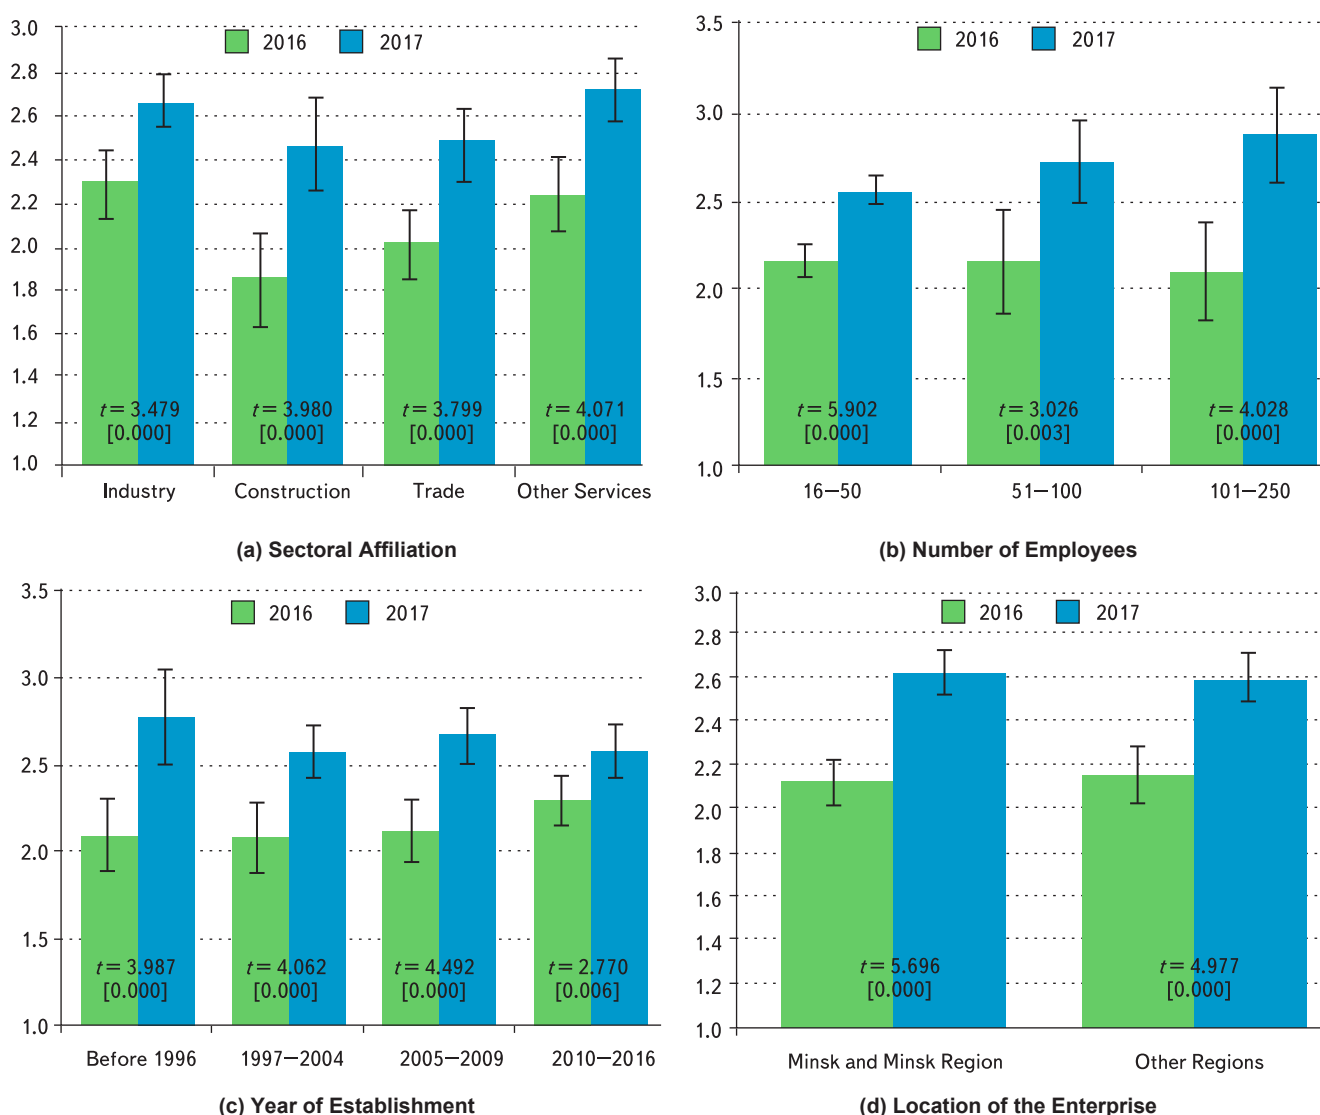 3.0
2.8
2.6
2.4
2.2
2.0
1.8
1.6
1.4
1.2
1.0
2016 2017
t = 3.479
[0.000]
t = 3.980
[0.000]
t = 3.799
[0.000]
t = 4.071
[0.000]
Industry Construction Trade Other Services
(a) Sectoral Affiliation
3.5
3.0
2.5
2.0
1.5
1.0
2016 2017
t = 5.902
[0.000]
t = 3.026
[0.003]
t = 4.028
[0.000]
16–50 51–100 101–250
(b) Number of Employees
3.5
3.0
2.5
2.0
1.5
1.0
2016 2017
t = 3.987
[0.000]
t = 4.062
[0.000]
t = 4.492
[0.000]
t = 2.770
[0.006]
Before 1996 1997–2004 2005–2009 2010–2016
(c) Year of Establishment
3.0
2.8
2.6
2.4
2.2
2.0
1.8
1.6
1.4
1.2
1.0
2016 2017
t = 5.696
[0.000]
t = 4.977
[0.000]
Minsk and Minsk Region Other Regions
(d) Location of the Enterprise